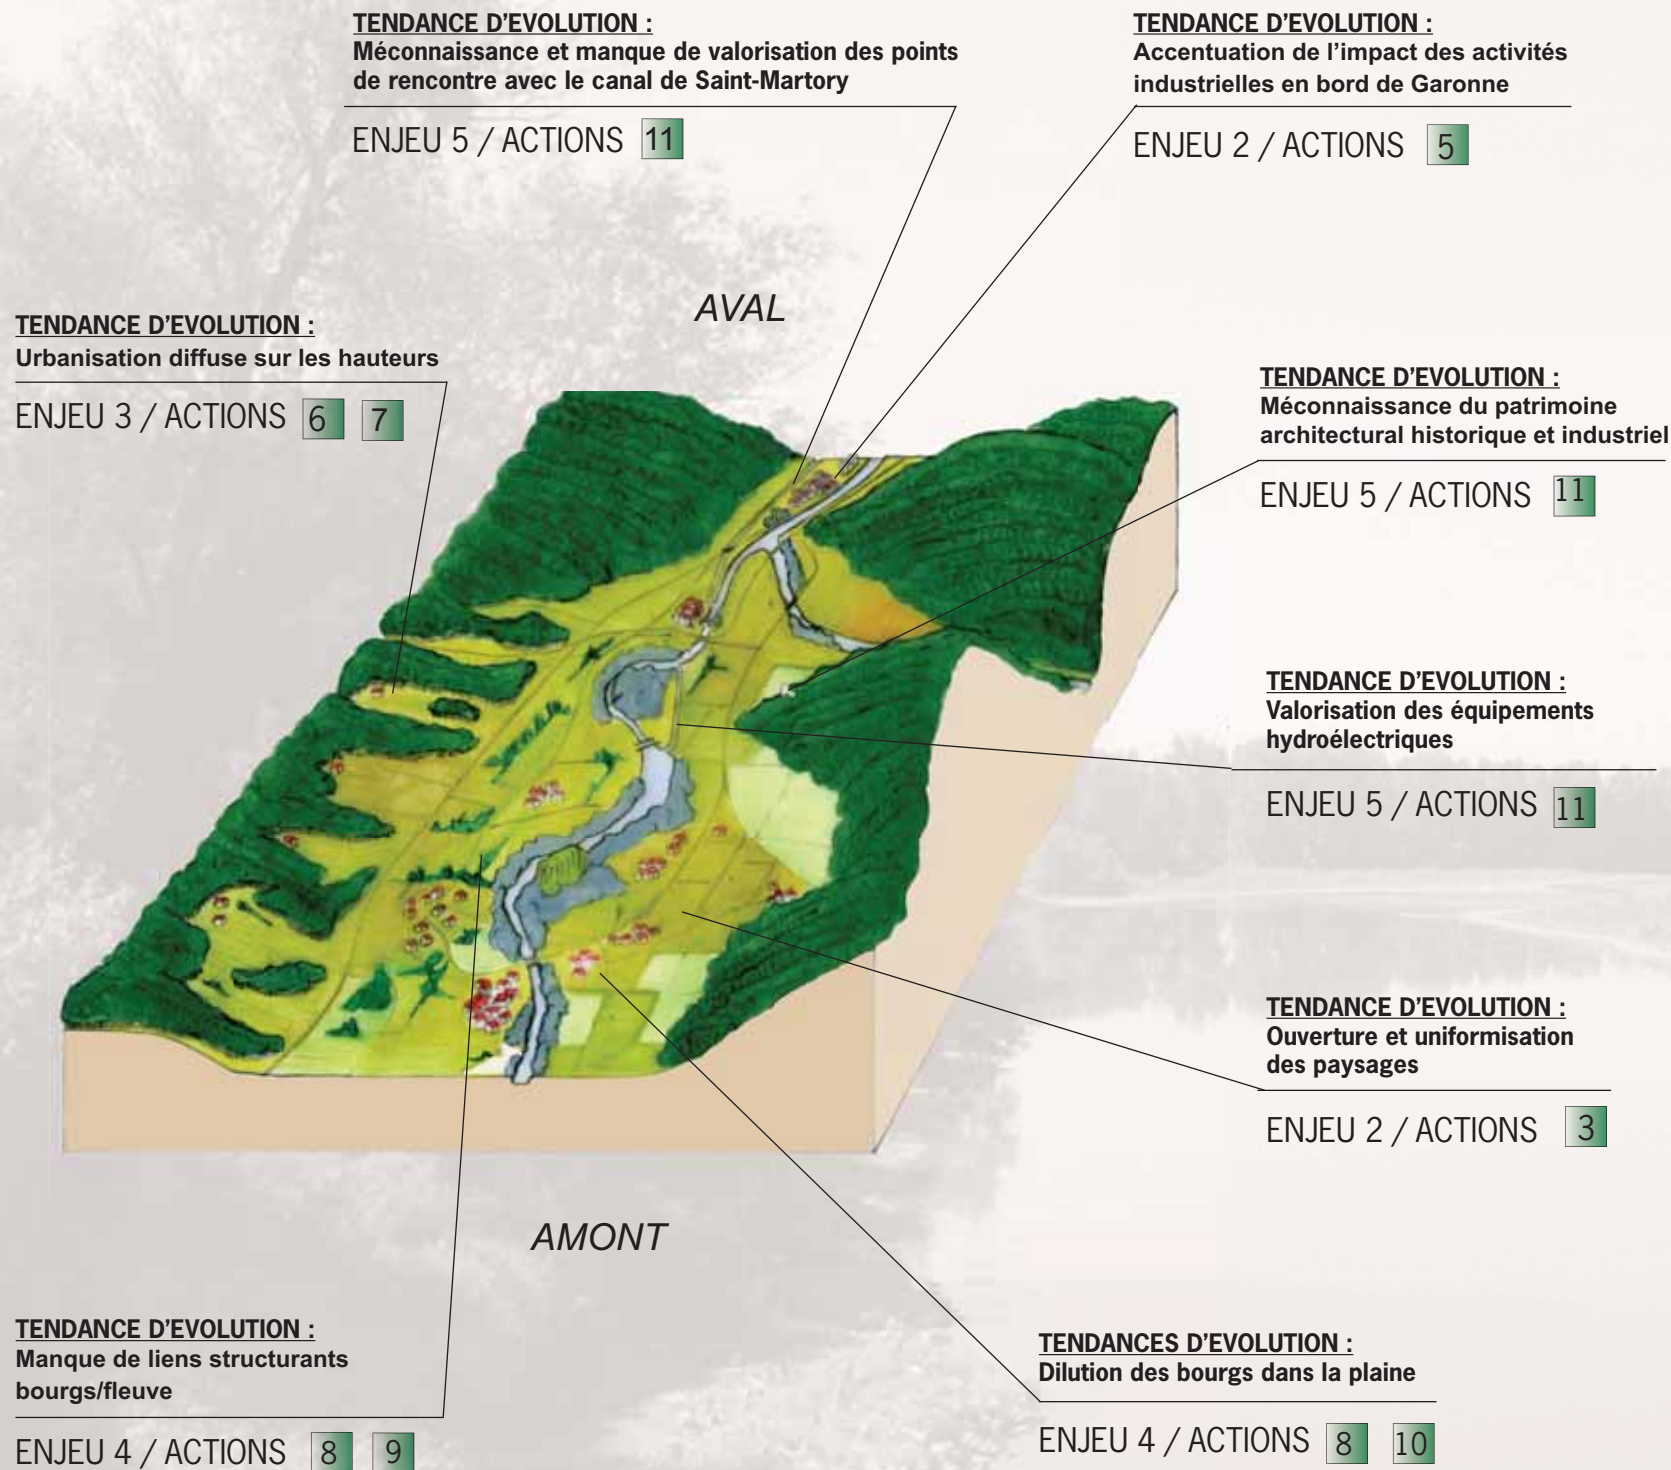 TENDANCE D'EVOLUTION :
Méconnaissance et manque de valorisation des points
de rencontre avec le canal de Saint-Martory
ENJEU 5 / ACTIONS 11
TENDANCE D'EVOLUTION :
Accentuation de l'impact des activités
industrielles en bord de Garonne
ENJEU 2 / ACTIONS 5
AVAL
TENDANCE D'EVOLUTION :
Urbanisation diffuse sur les hauteurs
ENJEU 3 / ACTIONS 6 7
TENDANCE D'EVOLUTION :
Méconnaissance du patrimoine
architectural historique et industriel
ENJEU 5 / ACTIONS 11
TENDANCE D'EVOLUTION :
Valorisation des équipements
hydroélectriques
ENJEU 5 / ACTIONS 11
TENDANCE D'EVOLUTION :
Ouverture et uniformisation
des paysages
ENJEU 2 / ACTIONS 3
AMONT
TENDANCE D'EVOLUTION :
Manque de liens structurants
bourgs/fleuve
ENJEU 4 / ACTIONS 8 9
TENDANCES D'EVOLUTION :
Dilution des bourgs dans la plaine
ENJEU 4 / ACTIONS 8 10